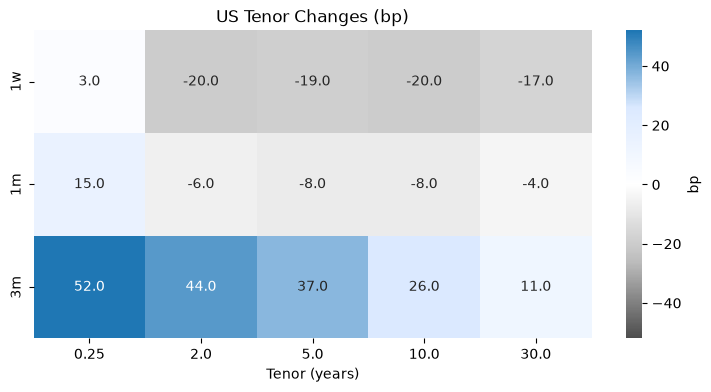 US Tenor Changes (bp)
1w 3.0 -20.0 -19.0 -20.0 -17.0
1m 15.0 -6.0 -8.0 -8.0 -4.0
3m 52.0 44.0 37.0 26.0 11.0
0.25 2.0 5.0 10.0 30.0
Tenor (years)
40
20
0
−20
−40
bp